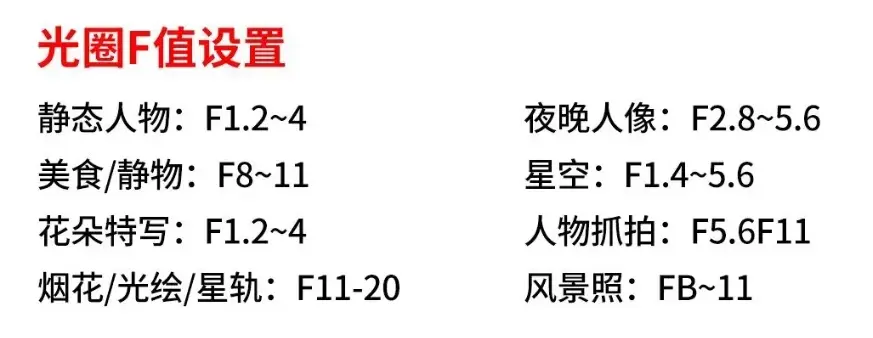 光圈F值设置
静态人物：F1.2~4
美食/静物：F8~11
花朵特写：F1.2~4
烟花/光绘/星轨：F11-20
夜晚人像：F2.8~5.6
星空：F1.4~5.6
人物抓拍：F5.6F11
风景照：FB~11